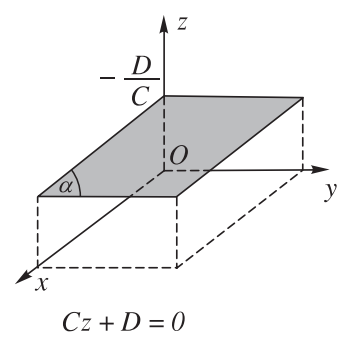 z
− D/C
O
α
y
x
Cz + D = 0